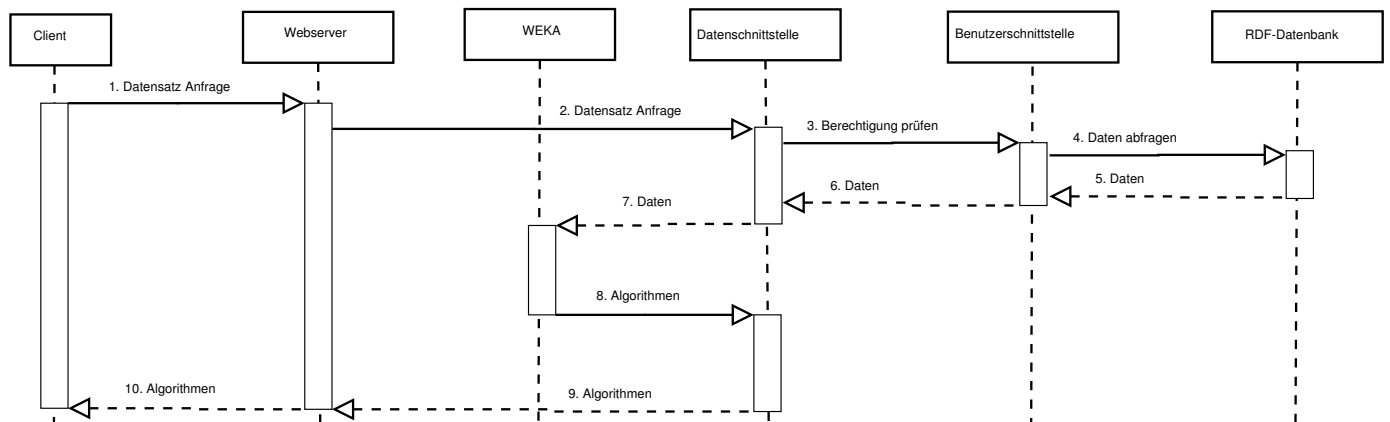 Client
Webserver
WEKA
Datenschnittstelle
Benutzerschnittstelle
RDF-Datenbank
1. Datensatz Anfrage
2. Datensatz Anfrage
3. Berechtigung prüfen
4. Daten abfragen
5. Daten
6. Daten
7. Daten
8. Algorithmen
9. Algorithmen
10. Algorithmen